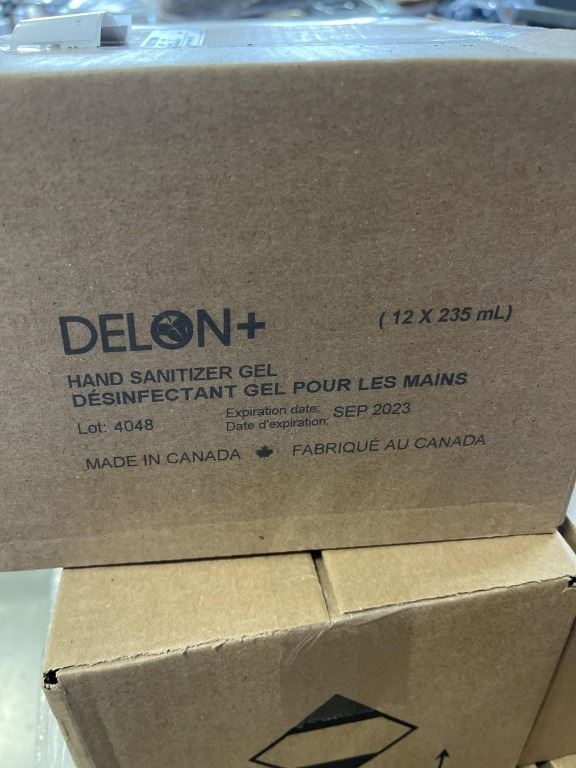 DELON+
( 12 X 235 mL)
HAND SANITIZER GEL
DÉSINFECTANT GEL POUR LES MAINS
Lot: 4048
Expiration date: SEP 2023
Date d'expiration:
MADE IN CANADA FABRIQUÉ AU CANADA